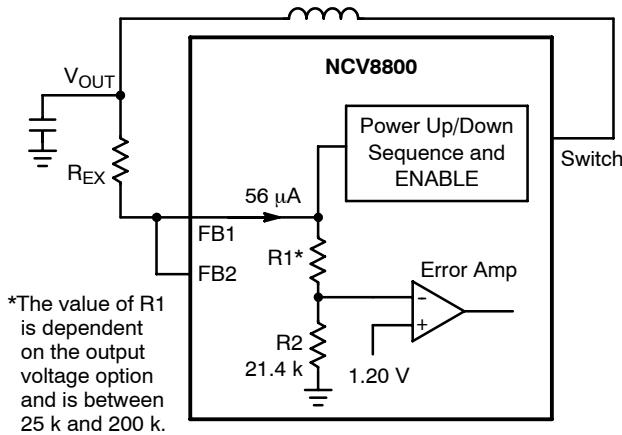 NCV8800
V_OUT
Power Up/Down
Sequence and
ENABLE
Switch
R_EX
56 μA
FB1
R1*
FB2
Error Amp
*The value of R1
is dependent
on the output
voltage option
and is between
25 k and 200 k.
-
+
R2
21.4 k
1.20 V